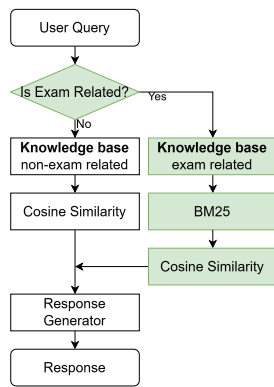 User Query
Is Exam Related?
Yes
No
Knowledge base
non-exam related
Knowledge base
exam related
Cosine Similarity
BM25
Cosine Similarity
Response
Generator
Response